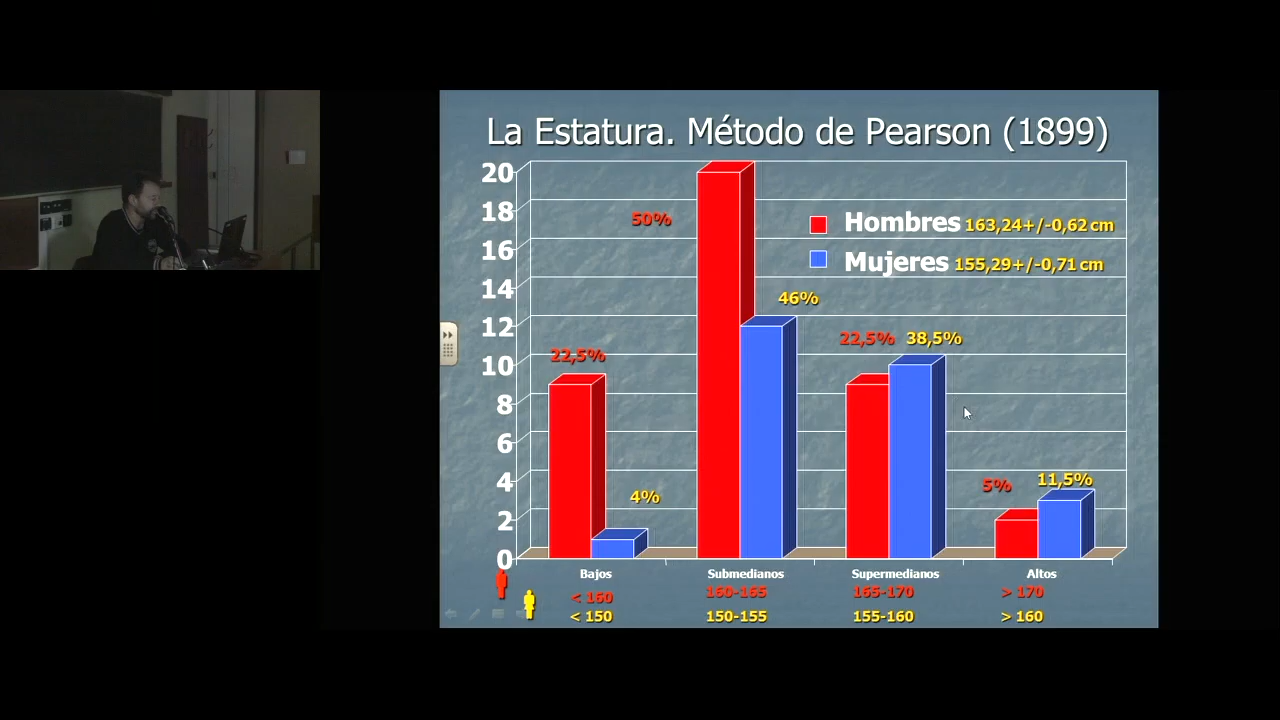 La Estatura. Método de Pearson (1899)
20
18
16
14
12
10
8
6
4
2
0
Hombres 163,24+/-0,62 cm
Mujeres 155,29+/-0,71 cm
50%
46%
22,5% 38,5%
22,5%
4%
5% 11,5%
Bajos Submedianos Supermedianos Altos
< 160 160-165 165-170 > 170
< 150 150-155 155-160 > 160